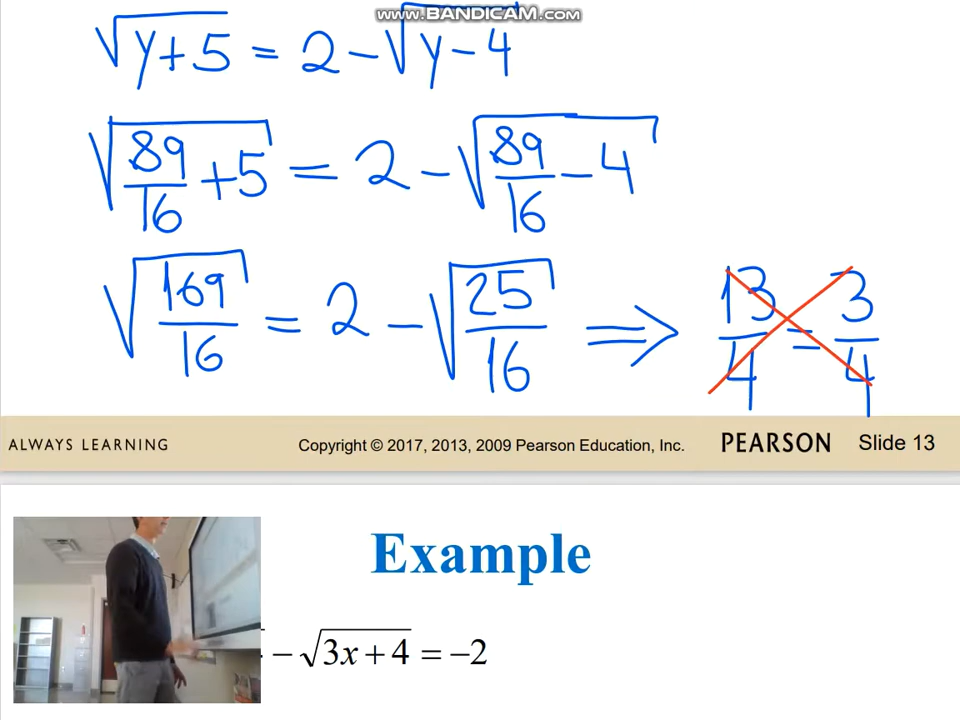 www.BANDICAM.com
√(y+5) = 2 - √(y-4)
√(89/16 + 5) = 2 - √(89/16 - 4)
√(169/16) = 2 - √(25/16) ⟹ 13/4 = 3/4
ALWAYS LEARNING Copyright © 2017, 2013, 2009 Pearson Education, Inc. PEARSON Slide 13
Example
− √(3x + 4) = −2